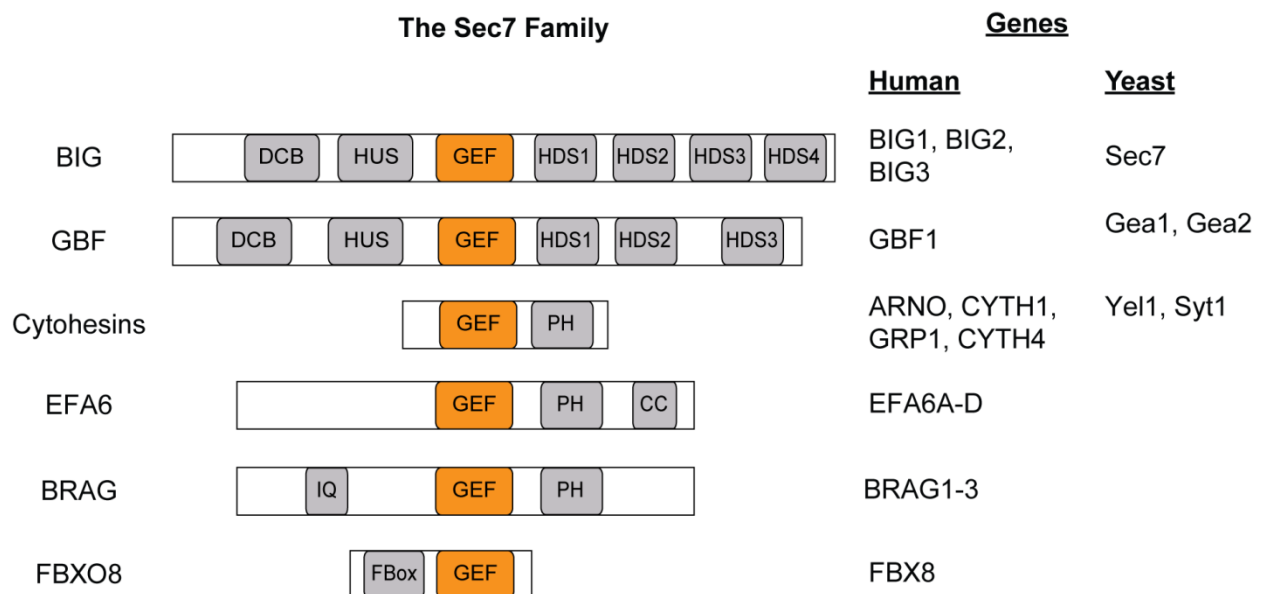 The Sec7 Family
Genes
Human Yeast
BIG DCB HUS GEF HDS1 HDS2 HDS3 HDS4 BIG1, BIG2,
BIG3 Sec7
GBF DCB HUS GEF HDS1 HDS2 HDS3 GBF1 Gea1, Gea2
Cytohesins GEF PH ARNO, CYTH1,
GRP1, CYTH4 Yel1, Syt1
EFA6 GEF PH CC EFA6A-D
BRAG IQ GEF PH BRAG1-3
FBXO8 FBox GEF FBX8